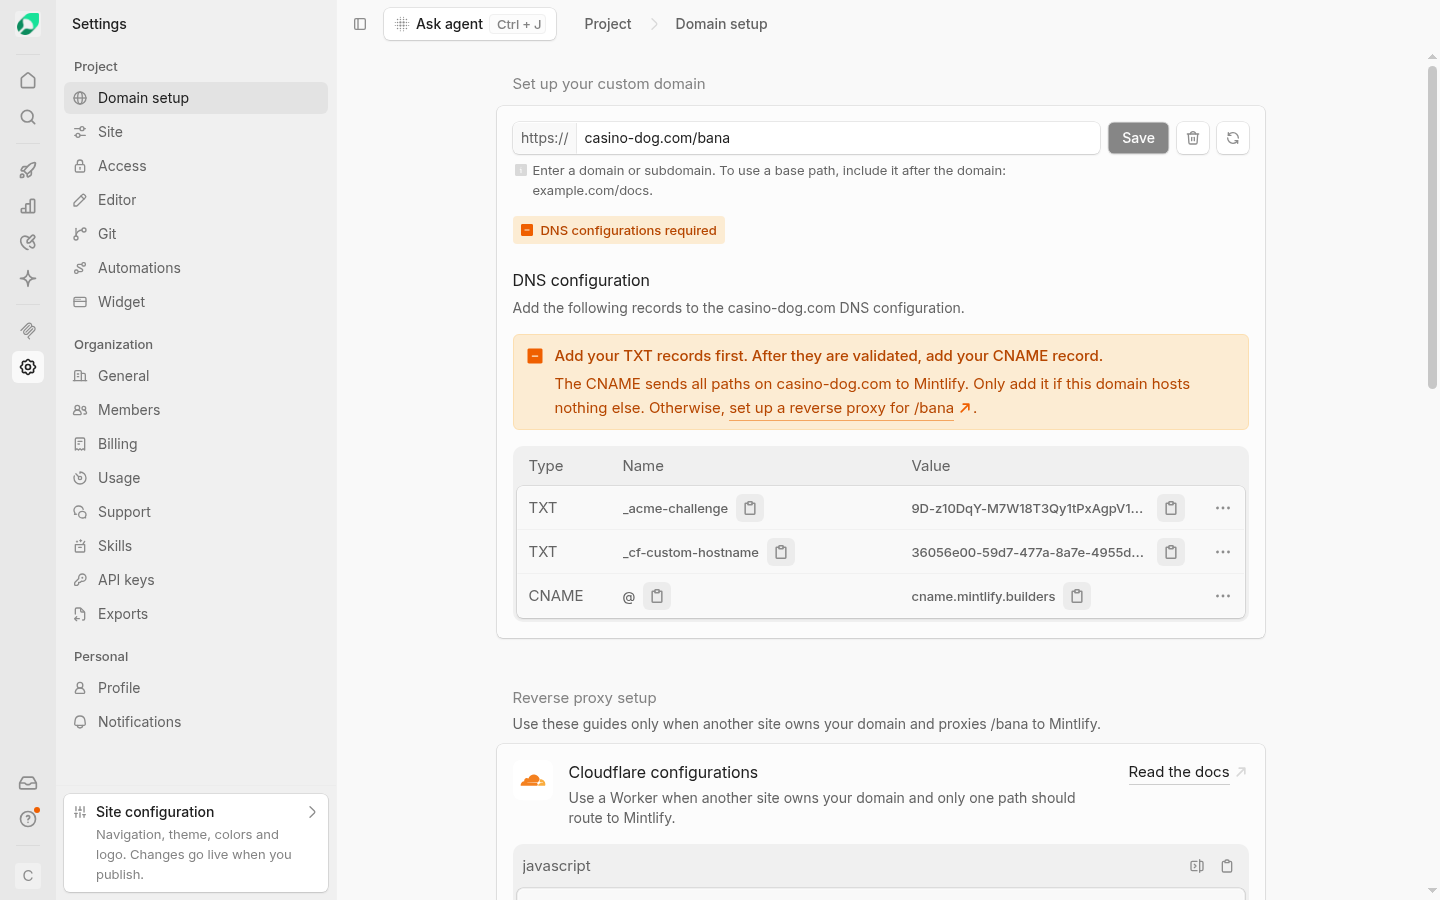 Settings
Ask agent Ctrl + J
Project
Domain setup
Project
Domain setup
Site
Access
Editor
Git
Automations
Widget
Organization
General
Members
Billing
Usage
Support
Skills
API keys
Exports
Personal
Profile
Notifications
Site configuration
Navigation, theme, colors and
logo. Changes go live when you
publish.
C
Set up your custom domain
https:// casino-dog.com/bana
Save
Enter a domain or subdomain. To use a base path, include it after the domain:
example.com/docs.
DNS configurations required
DNS configuration
Add the following records to the casino-dog.com DNS configuration.
Add your TXT records first. After they are validated, add your CNAME record.
The CNAME sends all paths on casino-dog.com to Mintlify. Only add it if this domain hosts
nothing else. Otherwise, set up a reverse proxy for /bana .
Type Name Value
TXT _acme-challenge 9D-z10DqY-M7W18T3Qy1tPxAgpV1...
TXT _cf-custom-hostname 36056e00-59d7-477a-8a7e-4955d...
CNAME @ cname.mintlify.builders
Reverse proxy setup
Use these guides only when another site owns your domain and proxies /bana to Mintlify.
Cloudflare configurations
Read the docs
Use a Worker when another site owns your domain and only one path should
route to Mintlify.
javascript